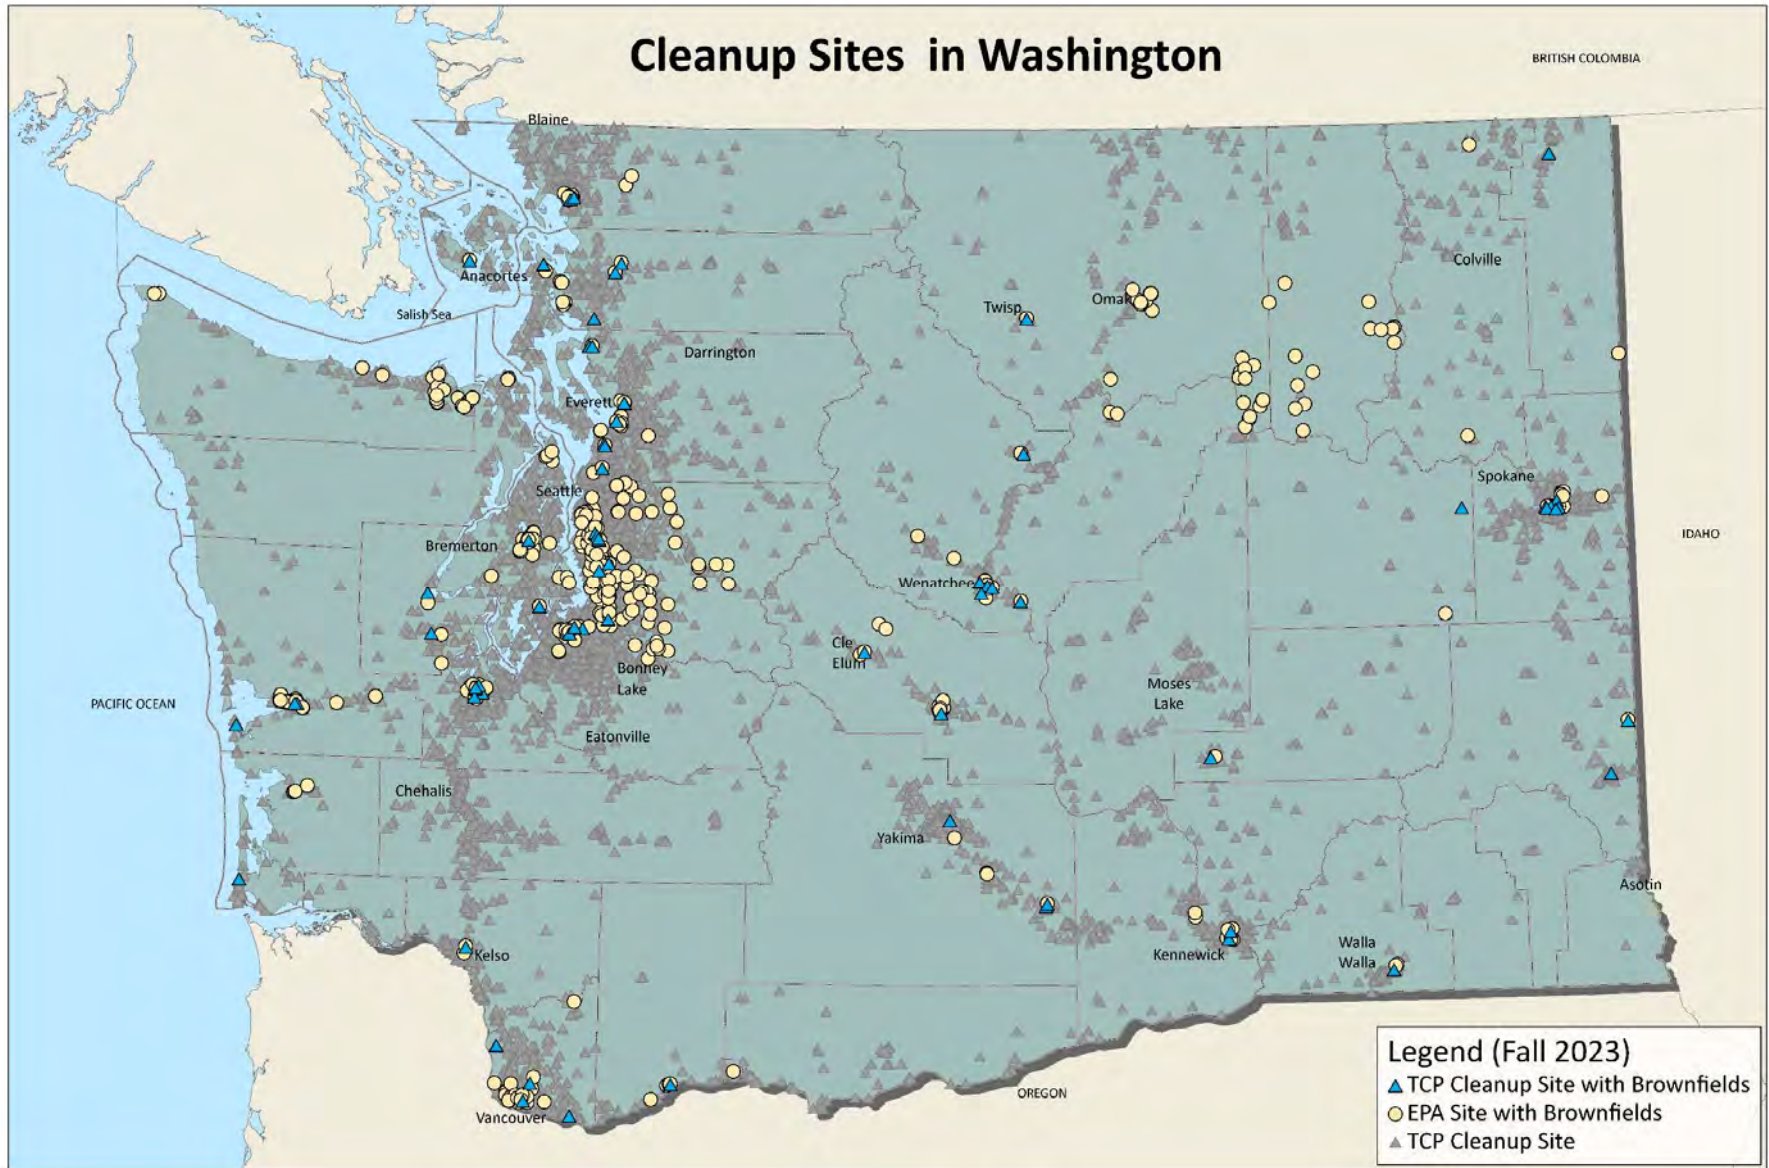 Cleanup Sites in Washington
BRITISH COLOMBIA
Blaine
Anacortes
Colville
Twisp
Omak
Salish Sea
Darrington
Everett
Spokane
Seattle
IDAHO
Bremerton
Wenatchee
Cle
Elum
Bonney
Lake
Moses
Lake
PACIFIC OCEAN
Eatonville
Chehalis
Yakima
Asotin
Kelso
Kennewick
Walla
Walla
OREGON
Vancouver
Legend (Fall 2023)
TCP Cleanup Site with Brownfields
EPA Site with Brownfields
TCP Cleanup Site